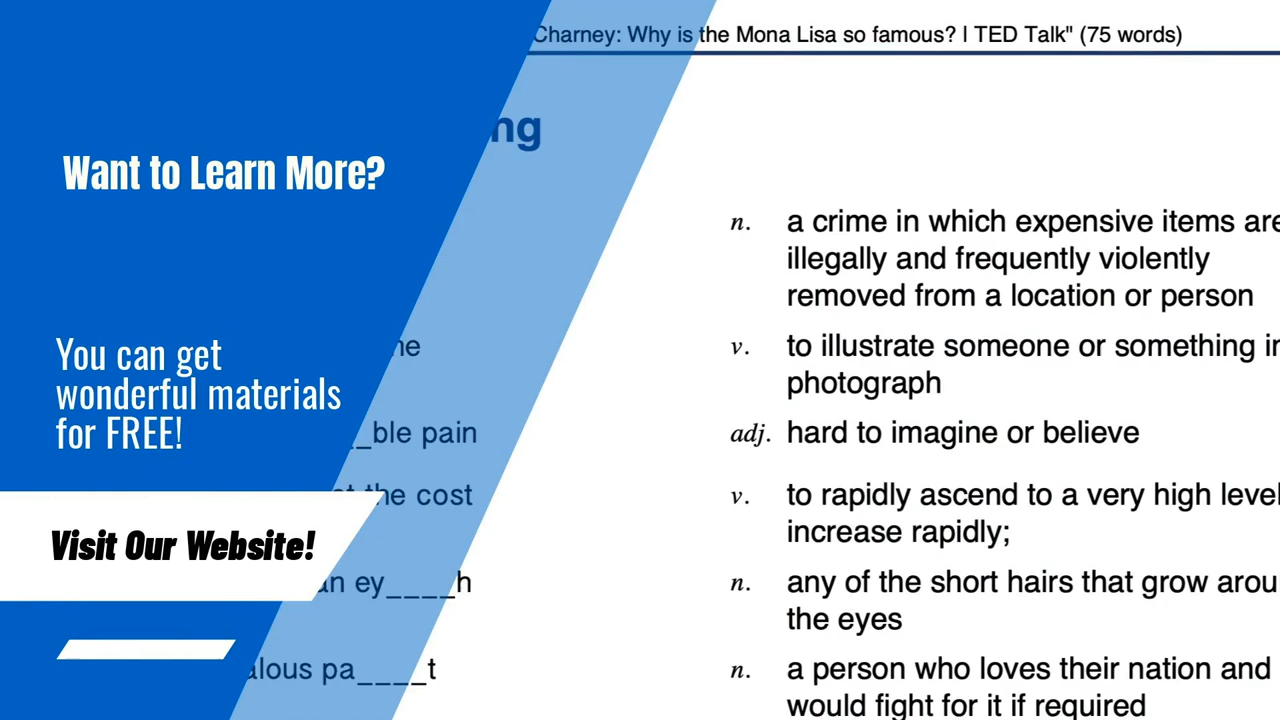 Charney: Why is the Mona Lisa so famous? | TED Talk" (75 words)
ng
Want to Learn More?
You can get
wonderful materials
for FREE!
Visit Our Website!
n. a crime in which expensive items are
illegally and frequently violently
removed from a location or person
ne
v. to illustrate someone or something in
photograph
_ble pain
adj. hard to imagine or believe
the cost
v. to rapidly ascend to a very high level
increase rapidly;
an ey____h
n. any of the short hairs that grow arou
the eyes
alous pa____t
n. a person who loves their nation and
would fight for it if required